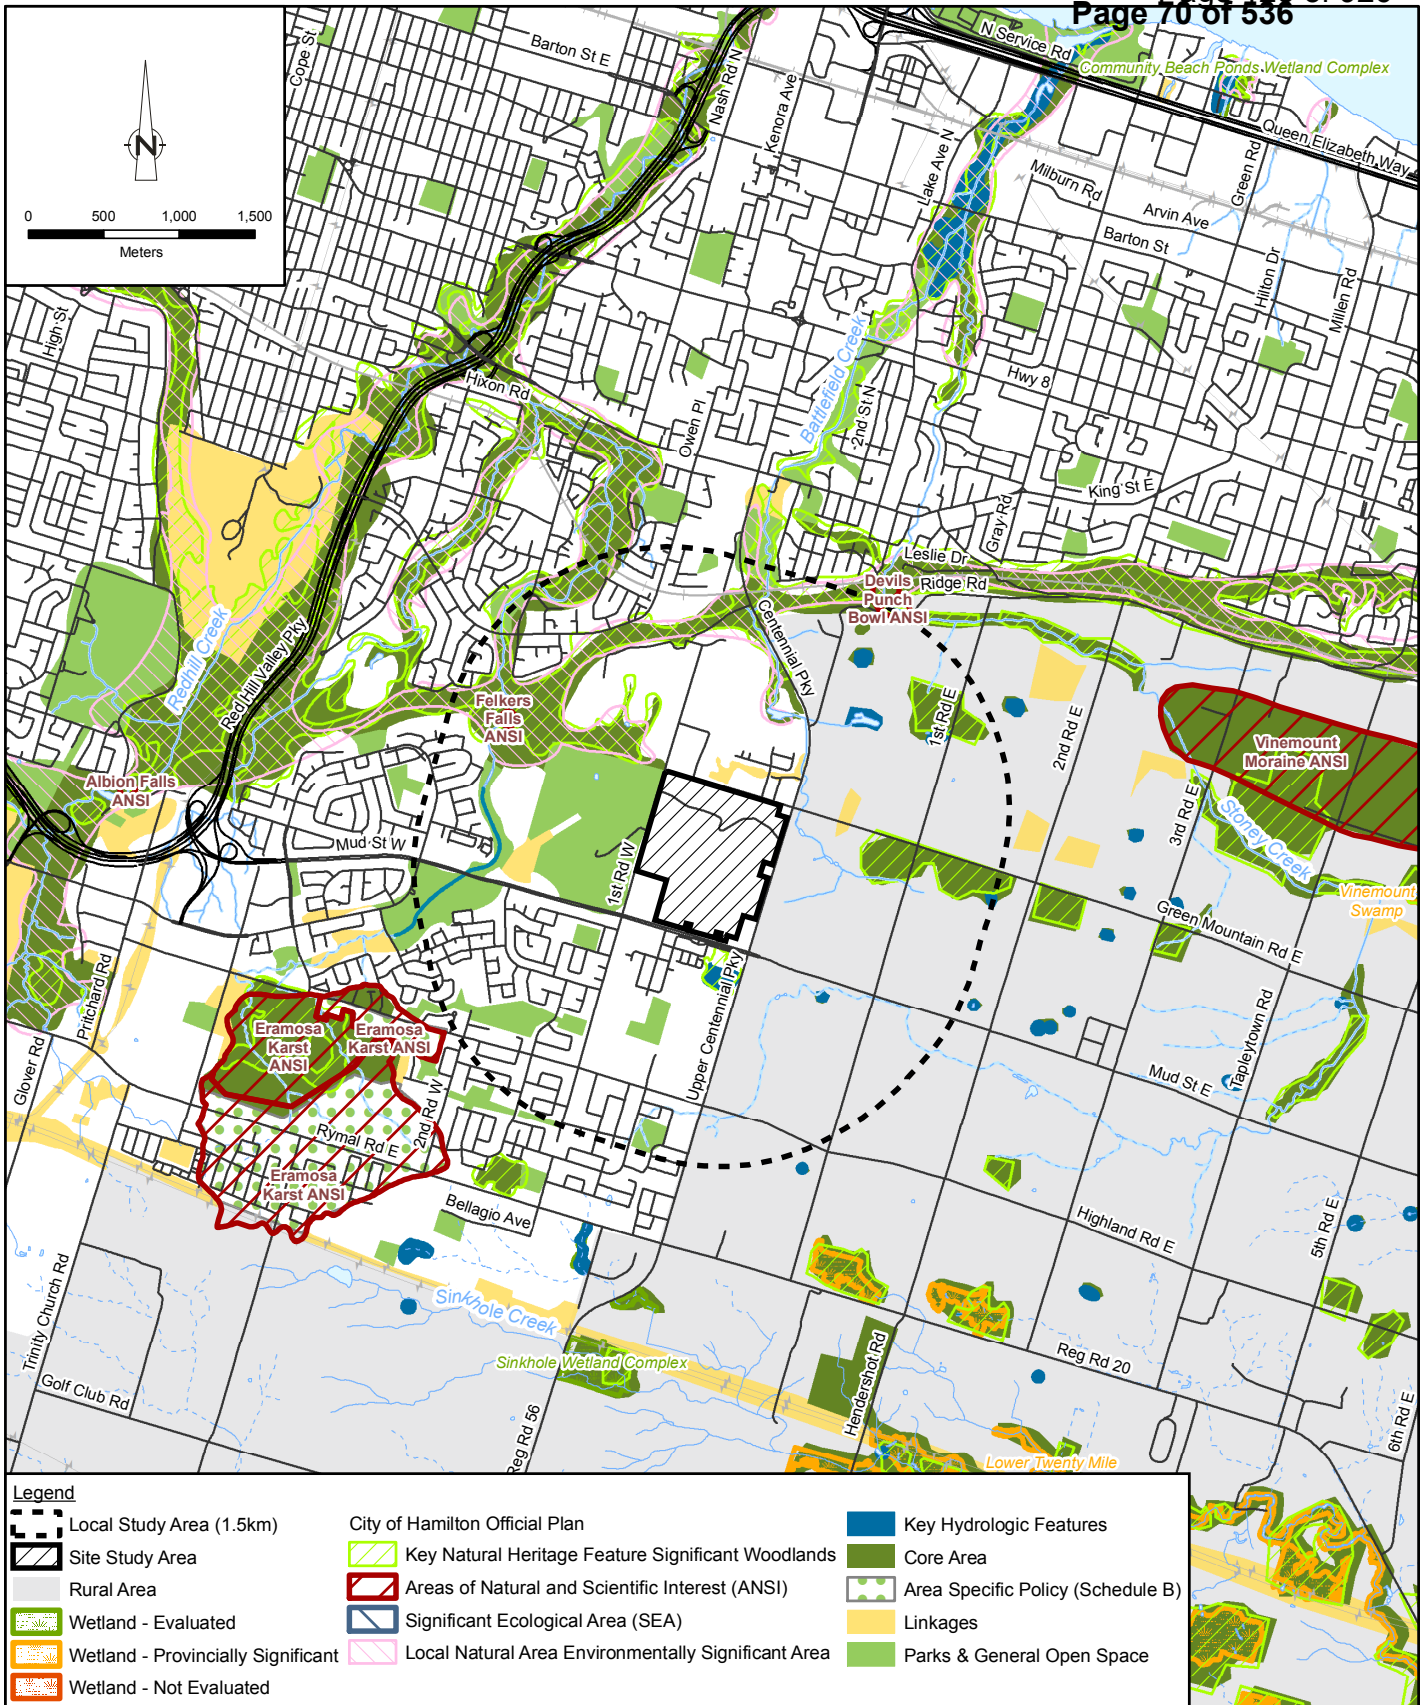 Page 70 of 536
N
0 500 1,000 1,500
Meters
Cope St
Barton St E
Nash Rd N
Kenora Ave
N Service Rd
Community Beach Ponds Wetland Complex
Queen Elizabeth Way
Green Rd
Lake Ave N
Milburn Rd
Arvin Ave
Barton St
Hilton Dr
Millen Rd
High St
Hixon Rd
Owen Pl
Battlefield Creek
2nd St N
Hwy 8
King St E
Gray Rd
Leslie Dr
Ridge Rd
Devils
Punch
Bowl ANSI
Centennial Pky
Redhill Creek
Red Hill Valley Pky
Felkers
Falls
ANSI
1st Rd E
2nd Rd E
Vinemount
Moraine ANSI
Albion Falls
ANSI
3rd Rd E
Stoney Creek
Mud St W
1st Rd W
Vinemount
Swamp
Green Mountain Rd E
Pritchard Rd
Glover Rd
Eramosa
Karst
ANSI
Eramosa
Karst ANSI
Upper Centennial Pky
Tapleytown Rd
Mud St E
2nd Rd W
Rymal Rd E
Eramosa
Karst ANSI
Bellagio Ave
Highland Rd E
5th Rd E
Trinity Church Rd
Sinkhole Creek
Sinkhole Wetland Complex
Hendershot Rd
Reg Rd 20
Golf Club Rd
Reg Rd 56
6th Rd E
Lower Twenty Mile
Legend
Local Study Area (1.5km)
Site Study Area
Rural Area
Wetland - Evaluated
Wetland - Provincially Significant
Wetland - Not Evaluated
City of Hamilton Official Plan
Key Natural Heritage Feature Significant Woodlands
Areas of Natural and Scientific Interest (ANSI)
Significant Ecological Area (SEA)
Local Natural Area Environmentally Significant Area
Key Hydrologic Features
Core Area
Area Specific Policy (Schedule B)
Linkages
Parks & General Open Space